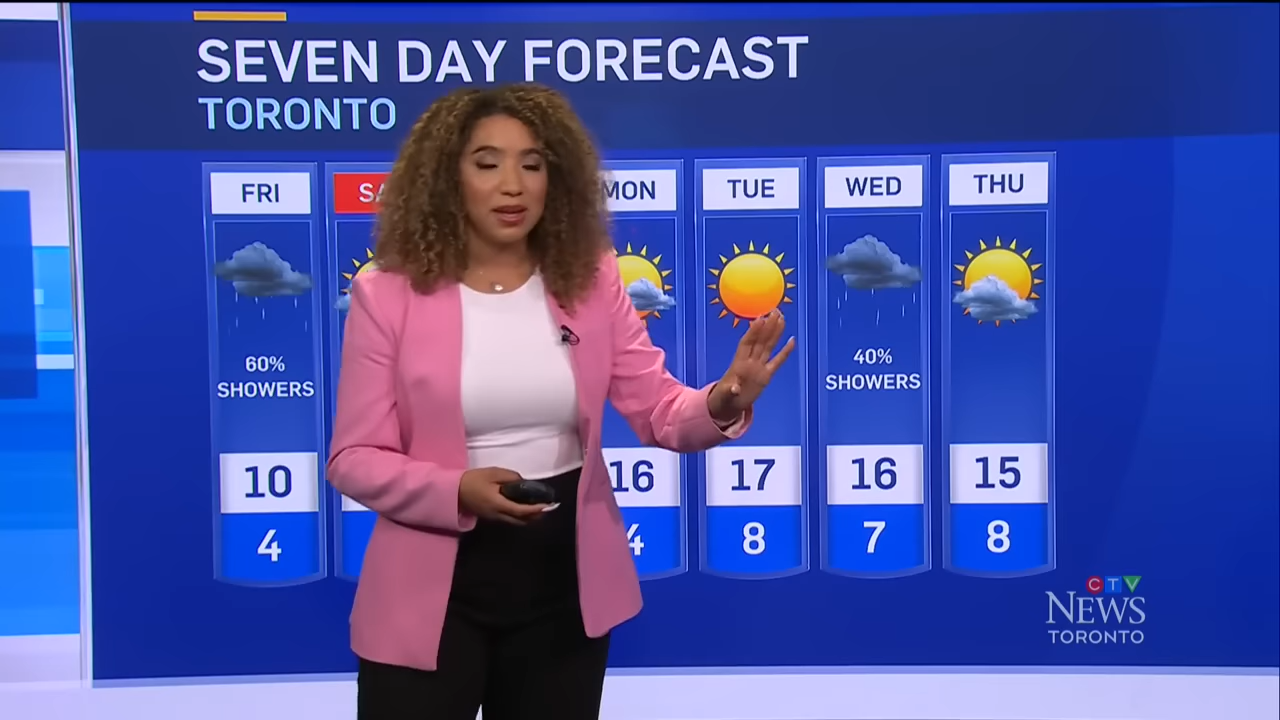 SEVEN DAY FORECAST
TORONTO
FRI
MON
TUE
WED
THU
60%
SHOWERS
40%
SHOWERS
10
16
17
16
15
4
4
8
7
8
CTV
NEWS
TORONTO